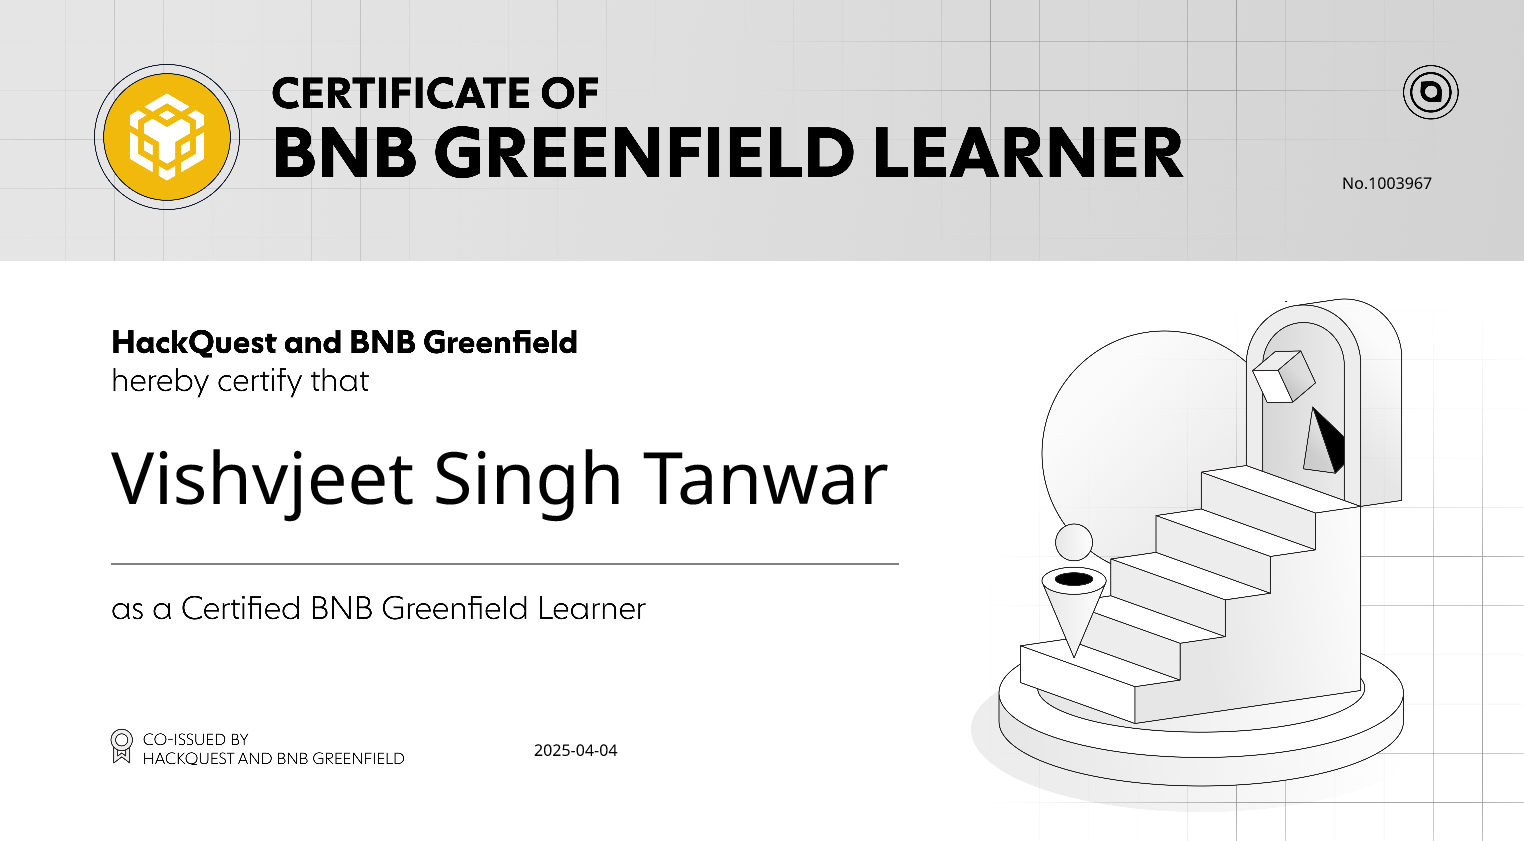 CERTIFICATE OF
BNB GREENFIELD LEARNER
No.1003967
HackQuest and BNB Greenfield
hereby certify that
Vishvjeet Singh Tanwar
as a Certified BNB Greenfield Learner
CO-ISSUED BY
HACKQUEST AND BNB GREENFIELD
2025-04-04